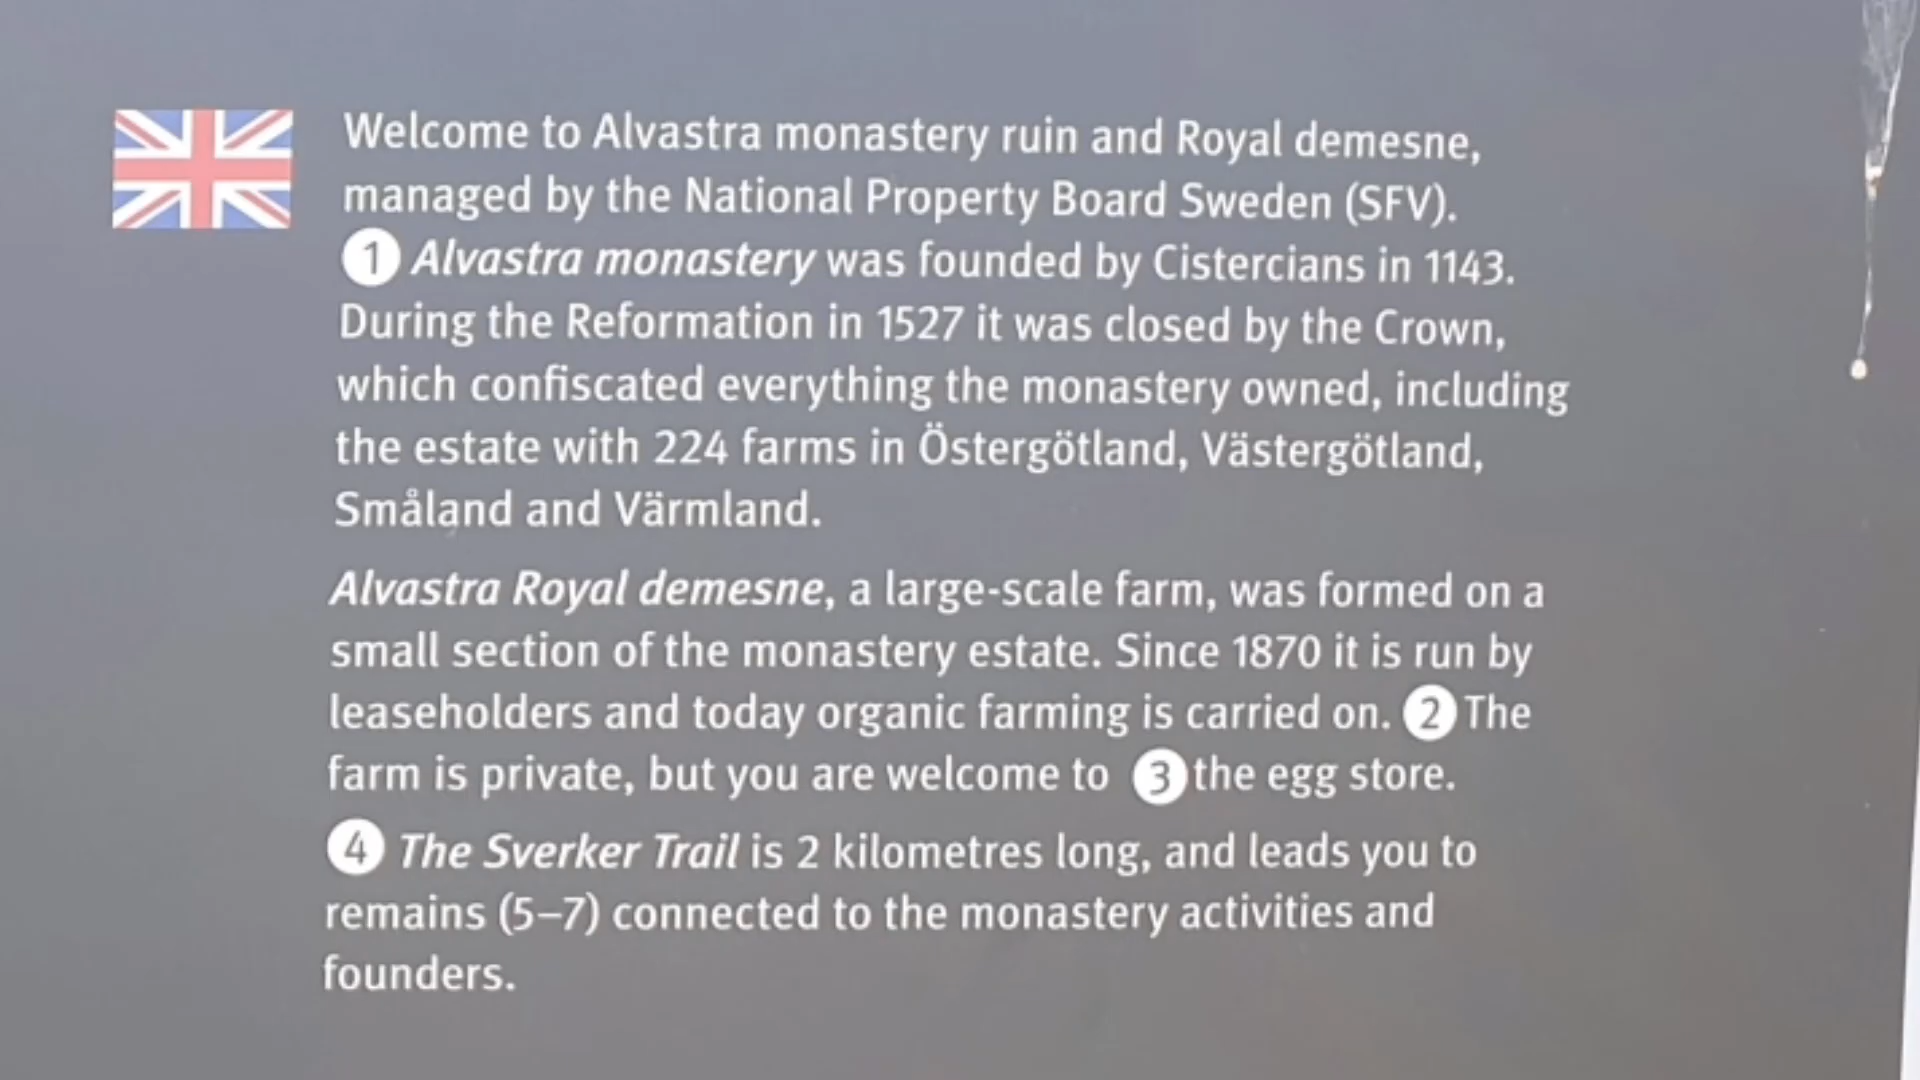 Welcome to Alvastra monastery ruin and Royal demesne,
managed by the National Property Board Sweden (SFV).
1 Alvastra monastery was founded by Cistercians in 1143.
During the Reformation in 1527 it was closed by the Crown,
which confiscated everything the monastery owned, including
the estate with 224 farms in Östergötland, Västergötland,
Småland and Värmland.
Alvastra Royal demesne, a large-scale farm, was formed on a
small section of the monastery estate. Since 1870 it is run by
leaseholders and today organic farming is carried on. 2 The
farm is private, but you are welcome to 3 the egg store.
4 The Sverker Trail is 2 kilometres long, and leads you to
remains (5–7) connected to the monastery activities and
founders.